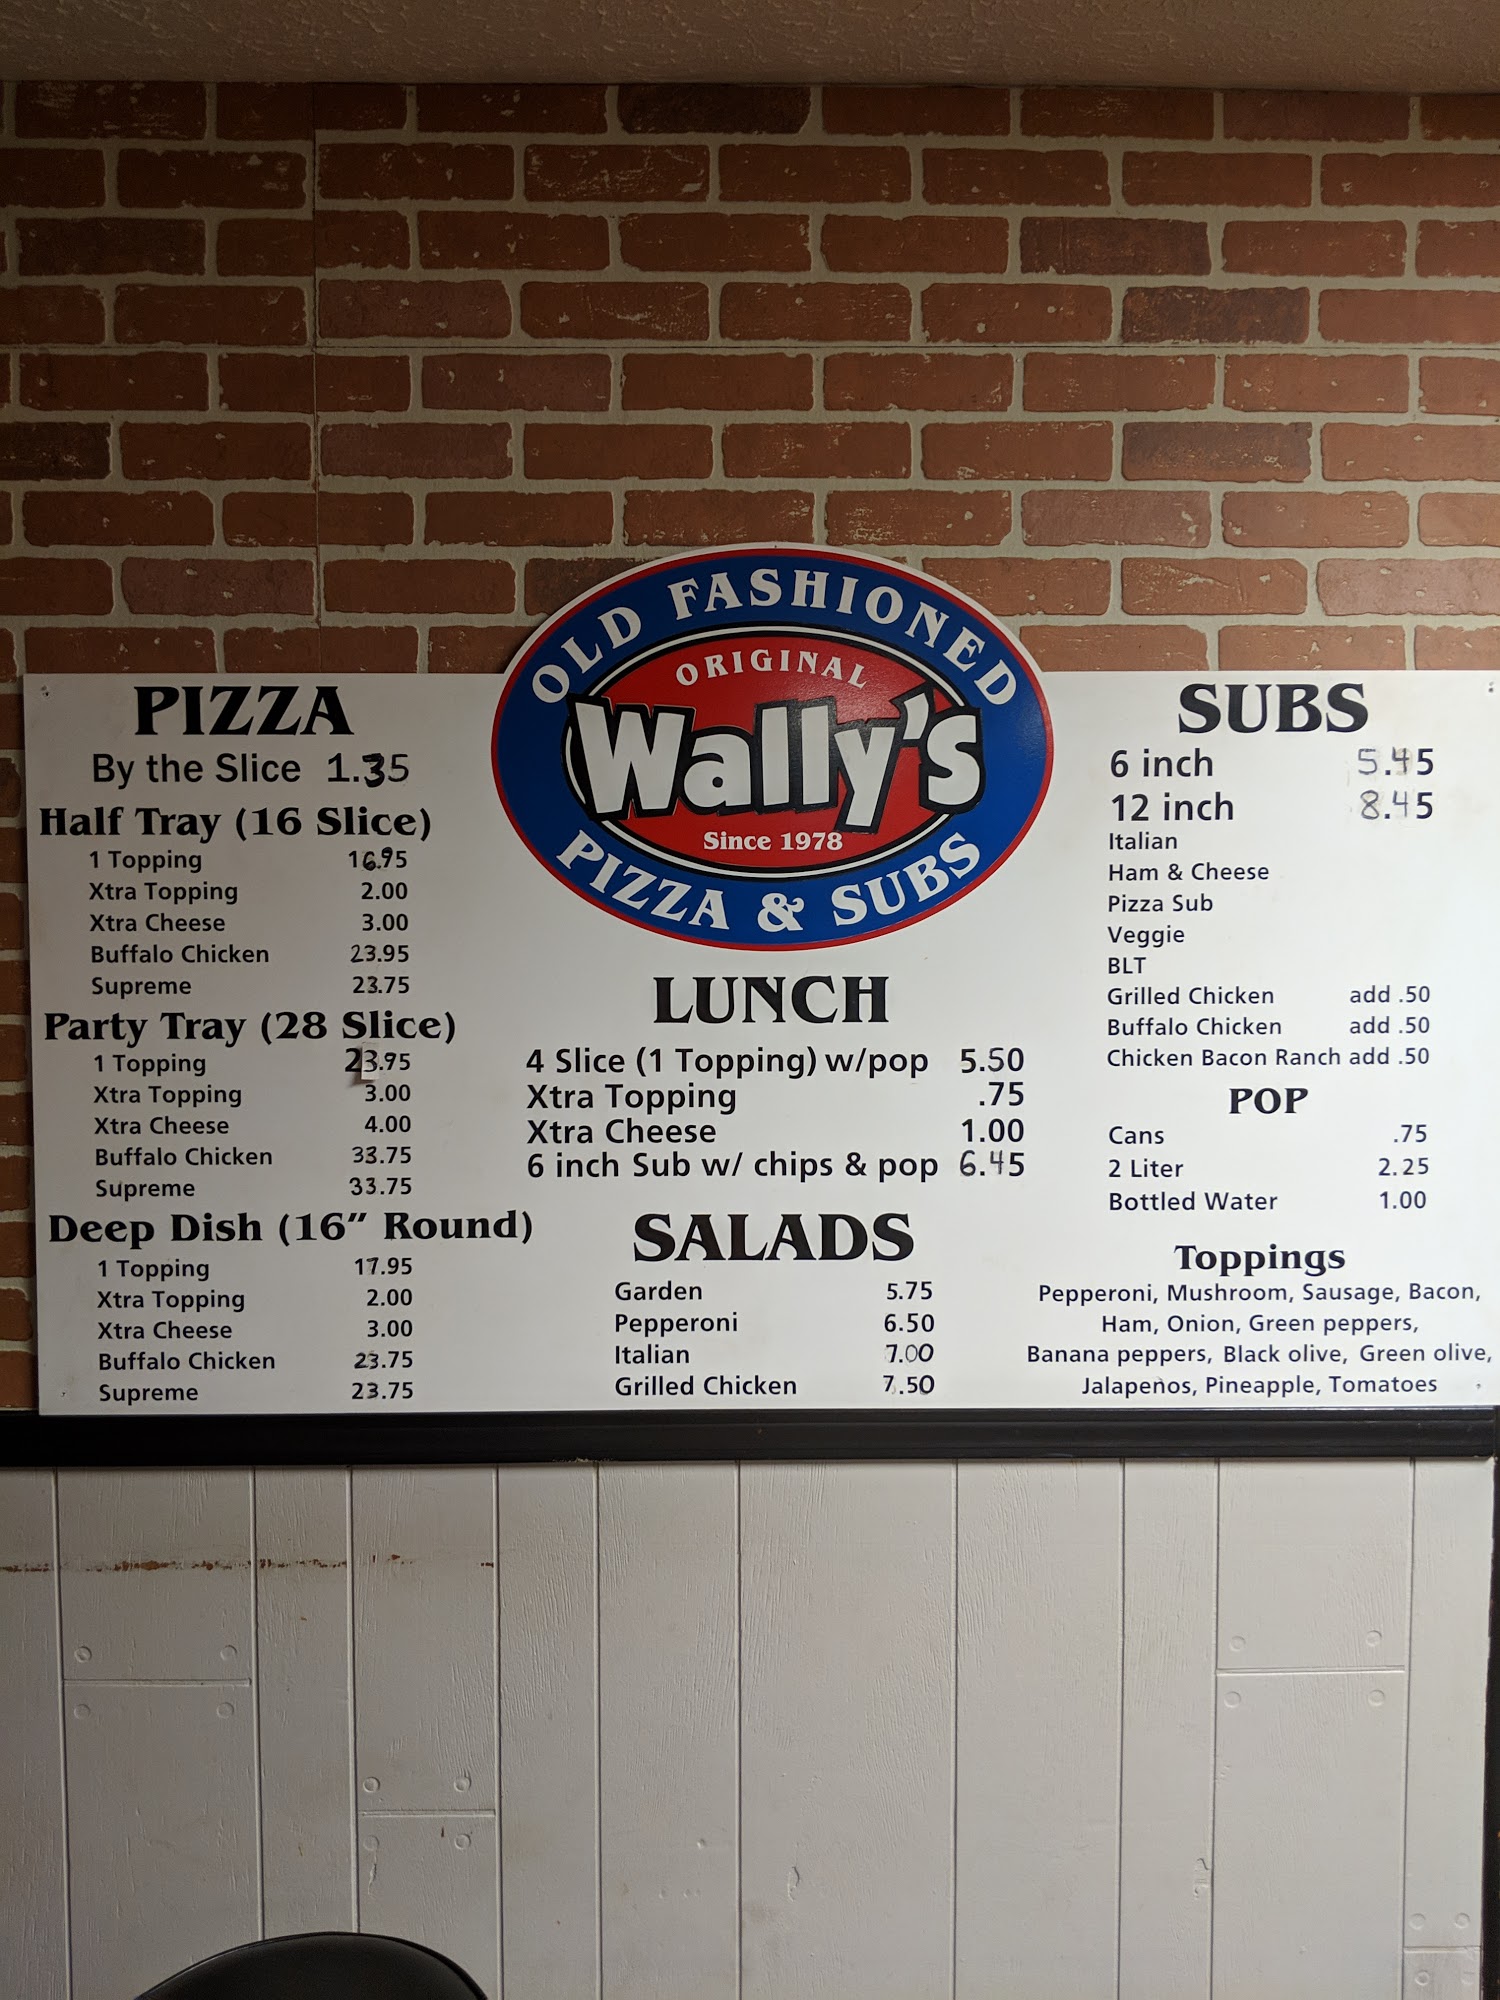 OLD FASHIONED
ORIGINAL
Wally's
Since 1978
PIZZA & SUBS
PIZZA
By the Slice 1.35
Half Tray (16 Slice)
1 Topping 16.95
Xtra Topping 2.00
Xtra Cheese 3.00
Buffalo Chicken 23.95
Supreme 23.75
Party Tray (28 Slice)
1 Topping 23.95
Xtra Topping 3.00
Xtra Cheese 4.00
Buffalo Chicken 33.75
Supreme 33.75
Deep Dish (16" Round)
1 Topping 17.95
Xtra Topping 2.00
Xtra Cheese 3.00
Buffalo Chicken 23.75
Supreme 23.75
LUNCH
4 Slice (1 Topping) w/pop 5.50
Xtra Topping .75
Xtra Cheese 1.00
6 inch Sub w/ chips & pop 6.45
SALADS
Garden 5.75
Pepperoni 6.50
Italian 7.00
Grilled Chicken 7.50
SUBS
6 inch 5.45
12 inch 8.45
Italian
Ham & Cheese
Pizza Sub
Veggie
BLT
Grilled Chicken add .50
Buffalo Chicken add .50
Chicken Bacon Ranch add .50
POP
Cans .75
2 Liter 2.25
Bottled Water 1.00
Toppings
Pepperoni, Mushroom, Sausage, Bacon,
Ham, Onion, Green peppers,
Banana peppers, Black olive, Green olive,
Jalapenos, Pineapple, Tomatoes